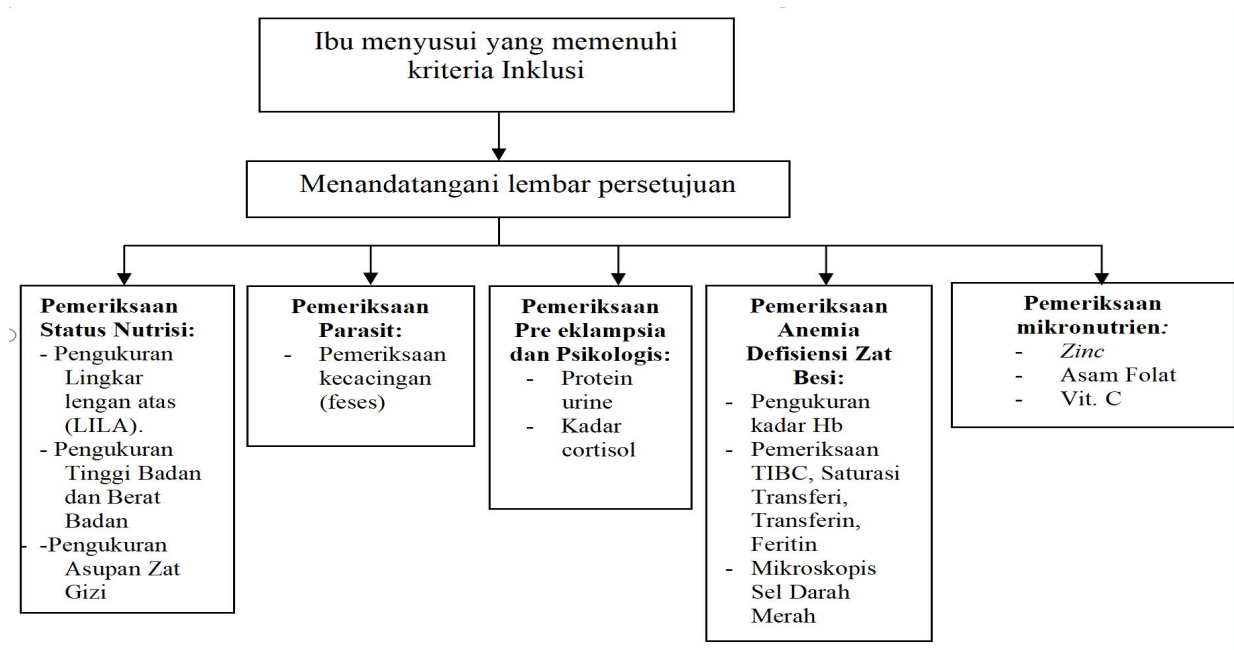 Ibu menyusui yang memenuhi
kriteria Inklusi
Menandatangani lembar persetujuan
Pemeriksaan
Status Nutrisi:
- Pengukuran
Lingkar
lengan atas
(LILA).
- Pengukuran
Tinggi Badan
dan Berat
Badan
- -Pengukuran
Asupan Zat
Gizi
Pemeriksaan
Parasit:
- Pemeriksaan
kecacingan
(feses)
Pemeriksaan
Pre eklampsia
dan Psikologis:
- Protein
urine
- Kadar
cortisol
Pemeriksaan
Anemia
Defisiensi Zat
Besi:
- Pengukuran
kadar Hb
- Pemeriksaan
TIBC, Saturasi
Transferi,
Transferin,
Feritin
- Mikroskopis
Sel Darah
Merah
Pemeriksaan
mikronutrien:
- Zinc
- Asam Folat
- Vit. C